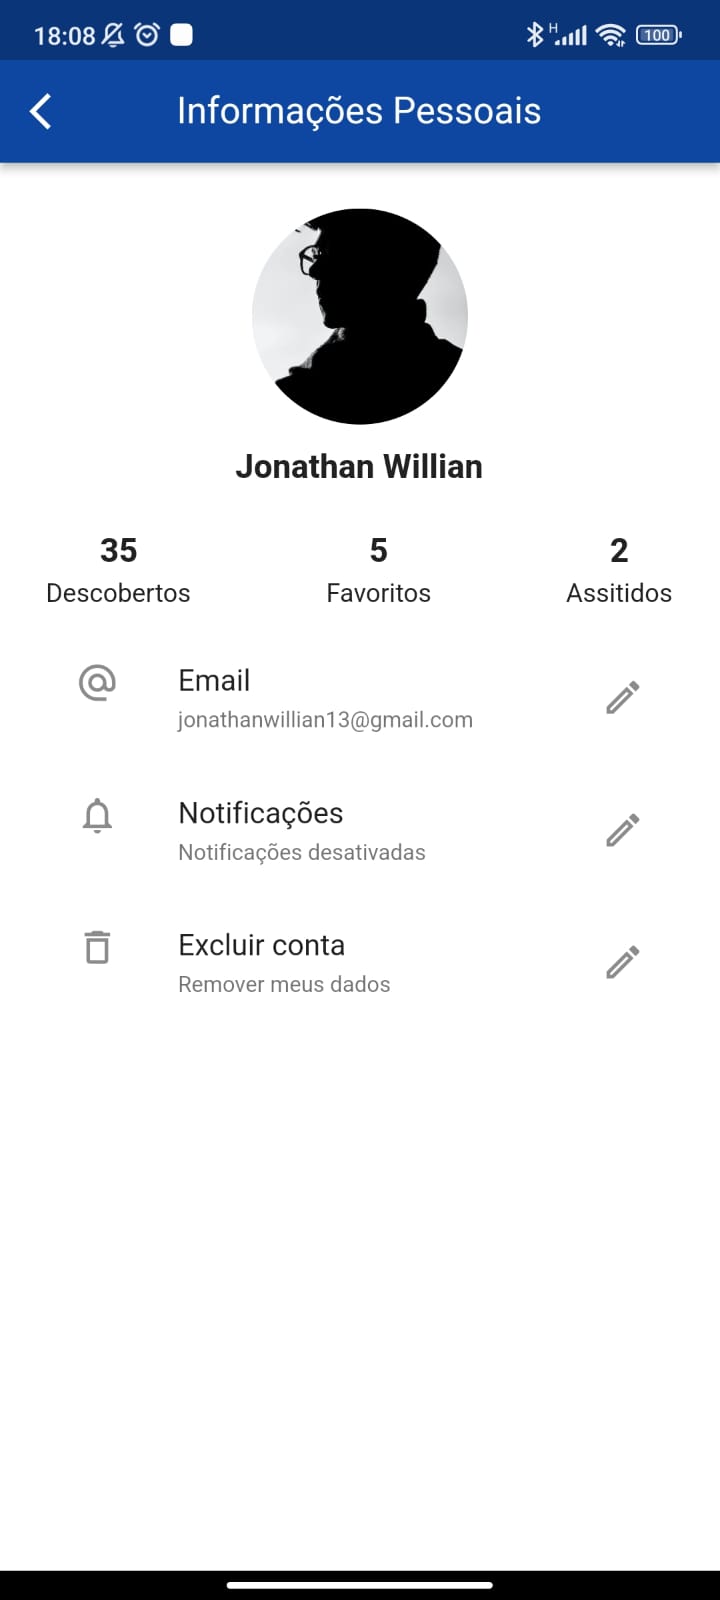 18:08
H
100
Informações Pessoais
Jonathan Willian
35 5 2
Descobertos Favoritos Assitidos
Email
jonathanwillian13@gmail.com
Notificações
Notificações desativadas
Excluir conta
Remover meus dados